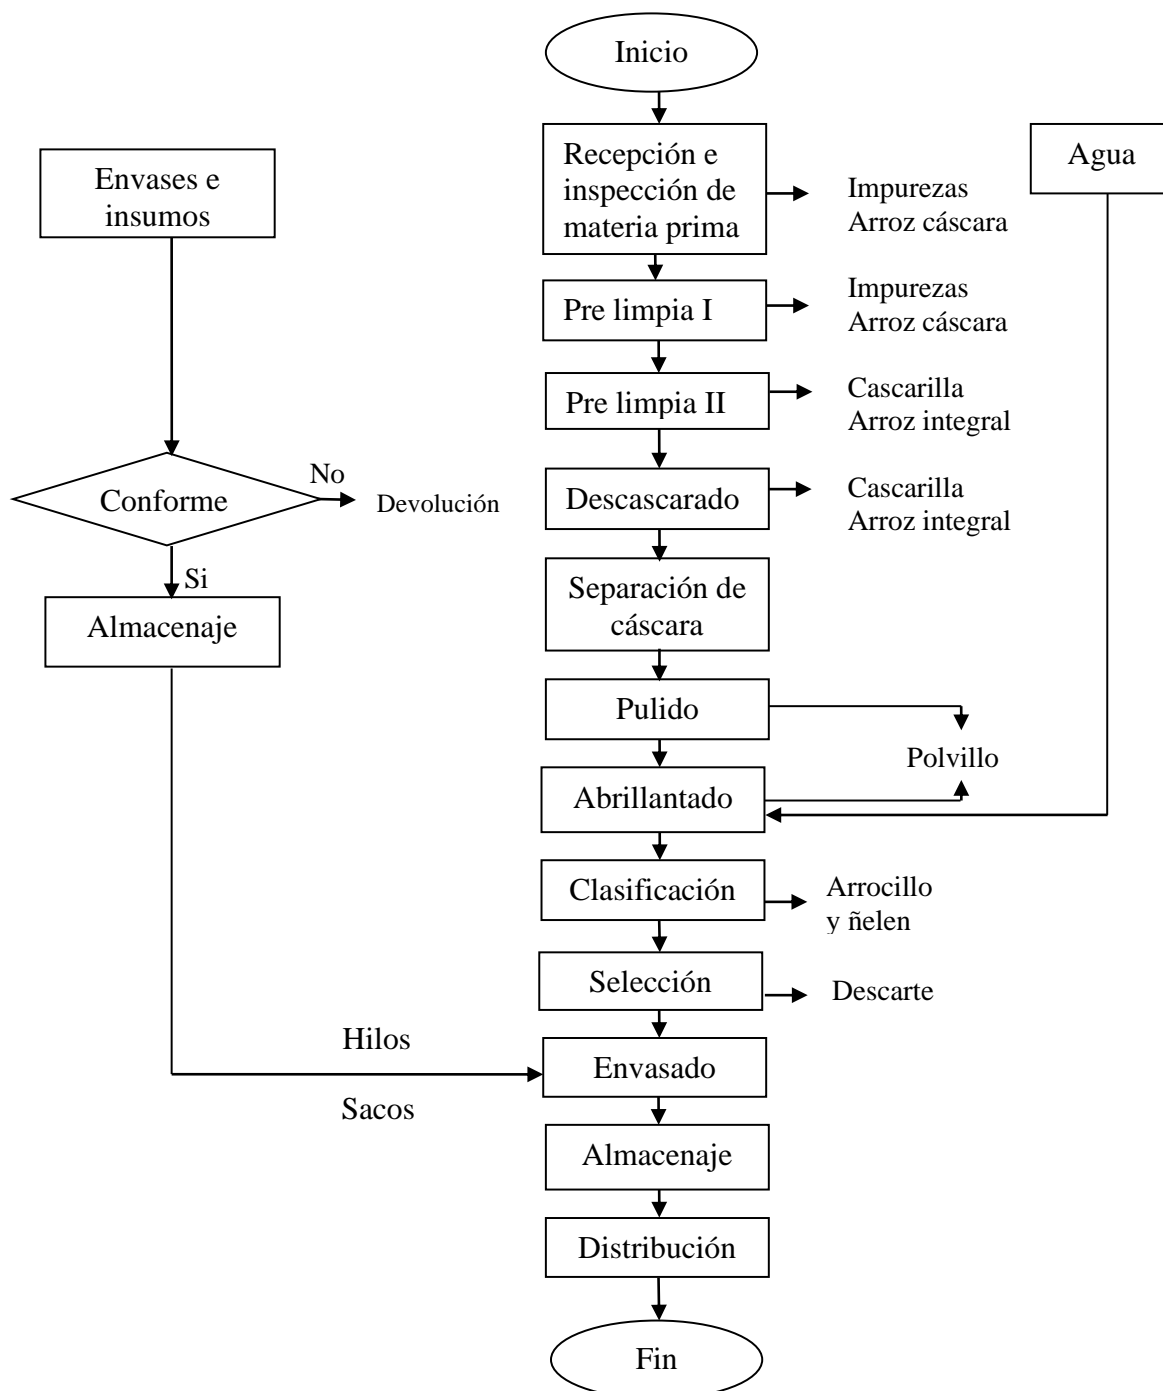 Inicio
Recepción e
inspección de
materia prima
Impurezas
Arroz cáscara
Agua
Envases e
insumos
Pre limpia I
Impurezas
Arroz cáscara
Pre limpia II
Cascarilla
Arroz integral
Conforme
No
Devolución
Si
Almacenaje
Descascarado
Cascarilla
Arroz integral
Separación de
cáscara
Pulido
Polvillo
Abrillantado
Clasificación
Arrocillo
y ñelen
Selección
Descarte
Hilos
Sacos
Envasado
Almacenaje
Distribución
Fin